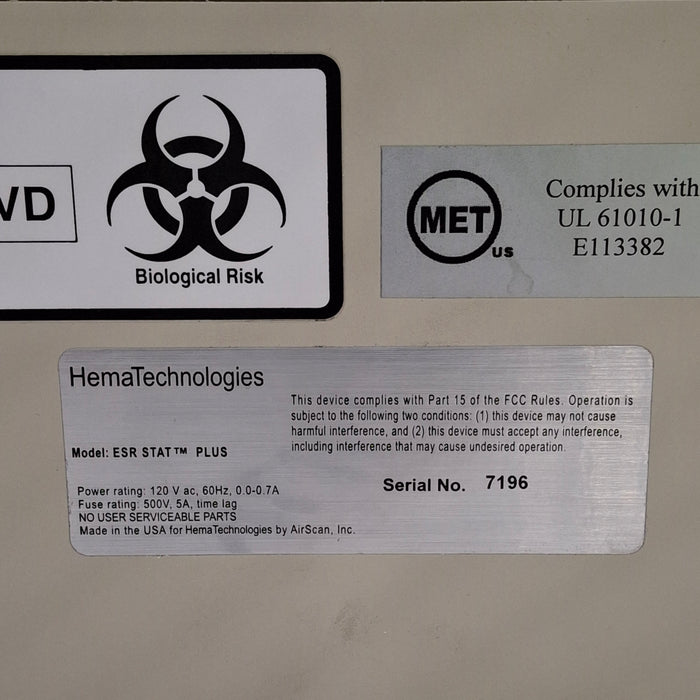 VD
Biological Risk
MET
US
Complies with
UL 61010-1
E113382
HemaTechnologies
This device complies with Part 15 of the FCC Rules. Operation is
subject to the following two conditions: (1) this device may not cause
harmful interference, and (2) this device must accept any interference,
including interference that may cause undesired operation.
Model: ESR STAT™ PLUS
Serial No. 7196
Power rating: 120 V ac, 60Hz, 0.0-0.7A
Fuse rating: 500V, 5A, time lag
NO USER SERVICEABLE PARTS
Made in the USA for HemaTechnologies by AirScan, Inc.